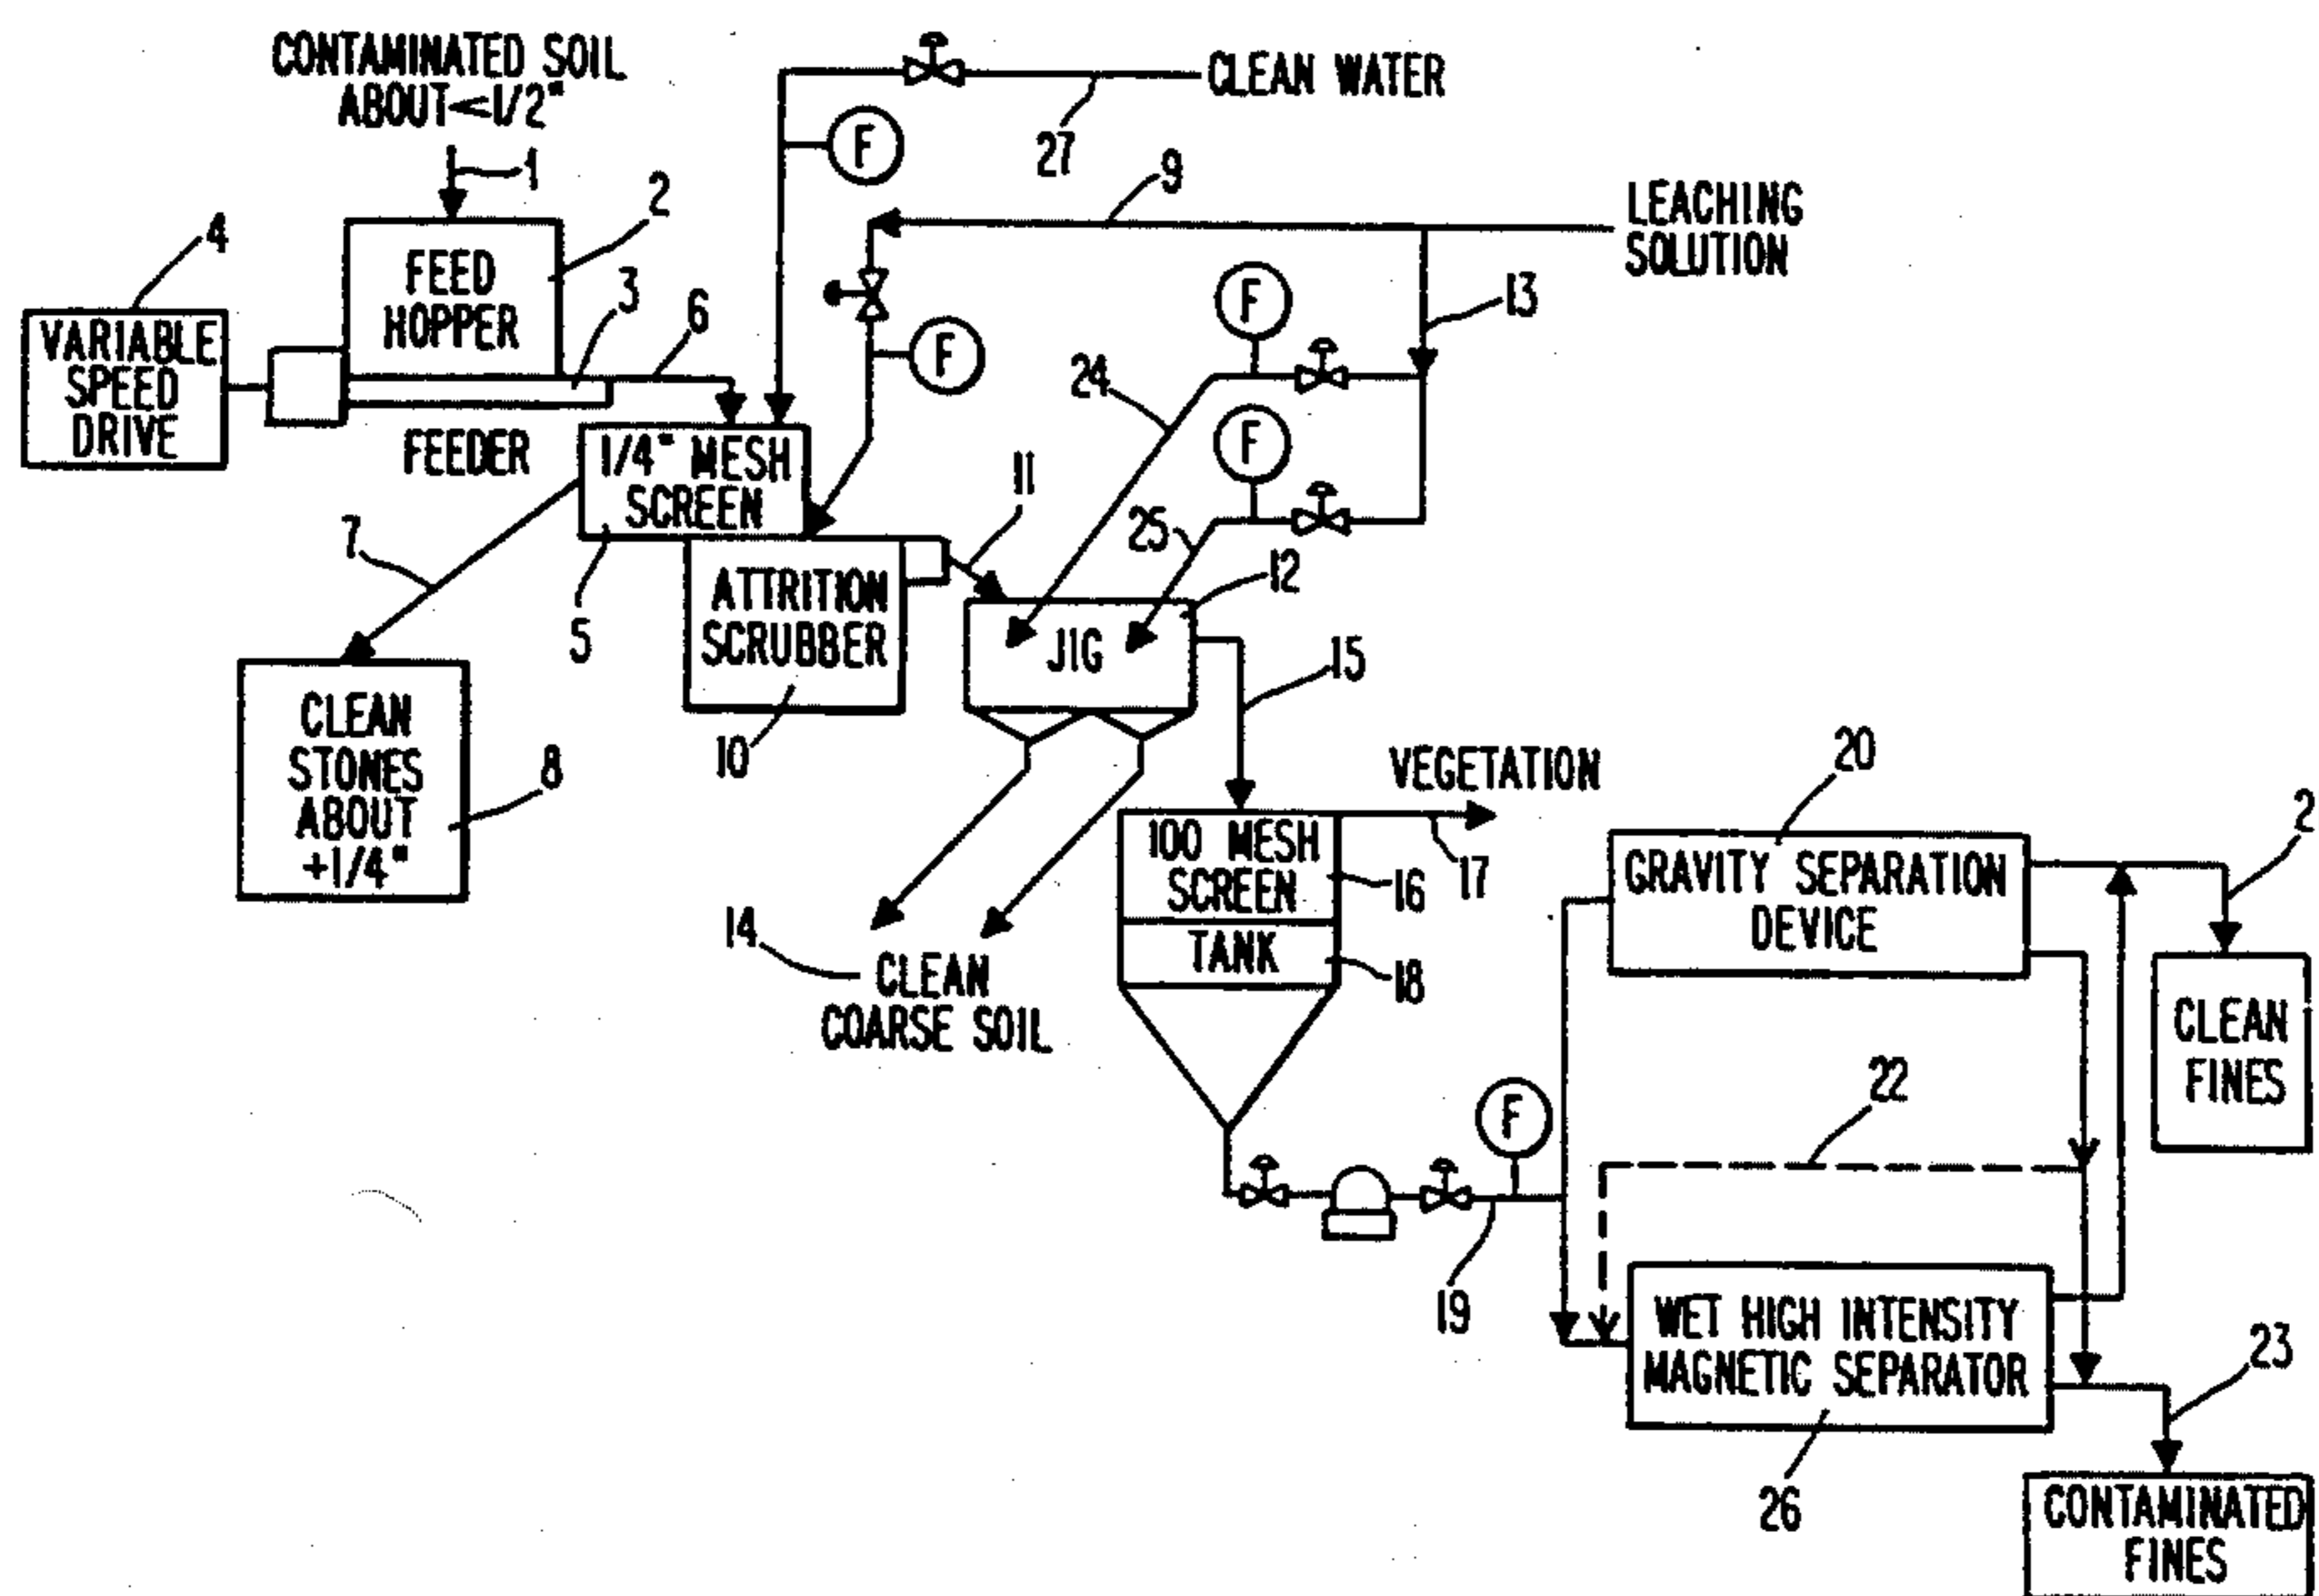 CONTAMINATED SOIL
ABOUT<1/2"
1
2
3
4
6
FEED
HOPPER
VARIABLE
SPEED
DRIVE
FEEDER
CLEAN WATER
27
F
9
LEACHING
SOLUTION
13
F
F
F
24
25
1/4" MESH
SCREEN
5
7
11
12
ATTRITION
SCRUBBER
10
JIG
15
CLEAN
STONES
ABOUT
+1/4"
8
14
CLEAN
COARSE SOIL
VEGETATION
17
100 MESH
SCREEN
16
TANK
18
F
19
20
GRAVITY SEPARATION
DEVICE
2
CLEAN
FINES
22
WET HIGH INTENSITY
MAGNETIC SEPARATOR
26
23
CONTAMINATED
FINES